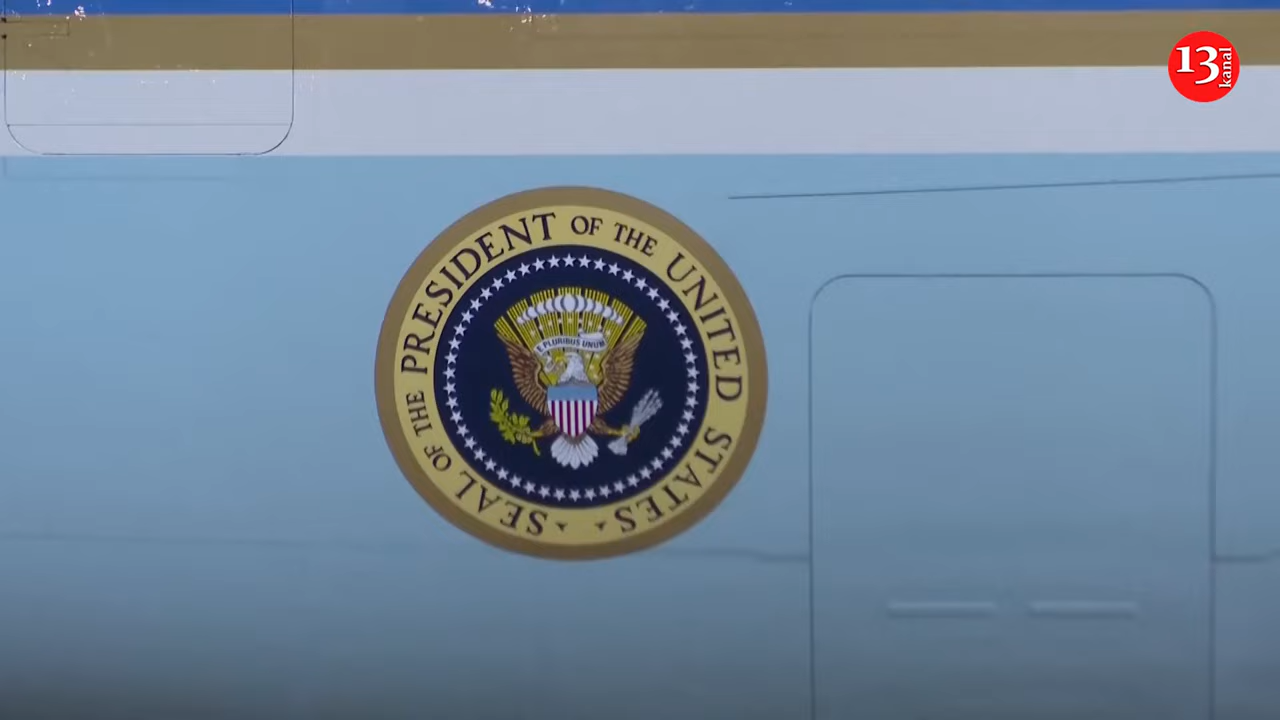 13
kanal
SEAL OF THE PRESIDENT OF THE UNITED STATES
E PLURIBUS UNUM